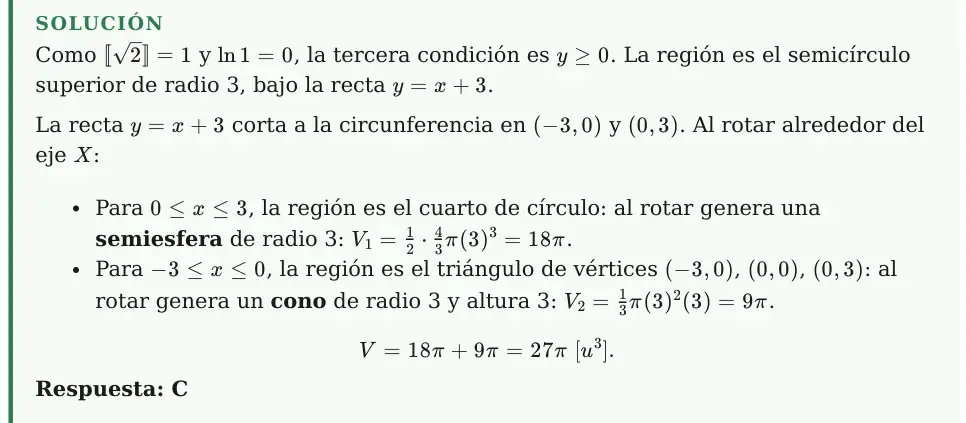 SOLUCIÓN
Como ⟦√2⟧ = 1 y ln 1 = 0, la tercera condición es y ≥ 0. La región es el semicírculo
superior de radio 3, bajo la recta y = x + 3.
La recta y = x + 3 corta a la circunferencia en (−3, 0) y (0, 3). Al rotar alrededor del
eje X:
• Para 0 ≤ x ≤ 3, la región es el cuarto de círculo: al rotar genera una
semiesfera de radio 3: V₁ = 1/2 · 4/3 π(3)³ = 18π.
• Para −3 ≤ x ≤ 0, la región es el triángulo de vértices (−3, 0), (0, 0), (0, 3): al
rotar genera un cono de radio 3 y altura 3: V₂ = 1/3 π(3)²(3) = 9π.
V = 18π + 9π = 27π [u³].
Respuesta: C